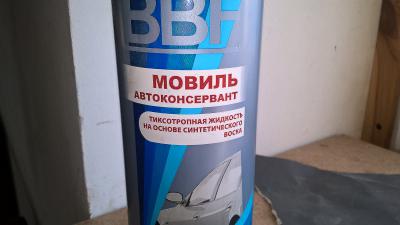 BBF
МОВИЛЬ
АВТОКОНСЕРВАНТ
ТИКСОТРОПНАЯ ЖИДКОСТЬ
НА ОСНОВЕ СИНТЕТИЧЕСКОГО
ВОСКА